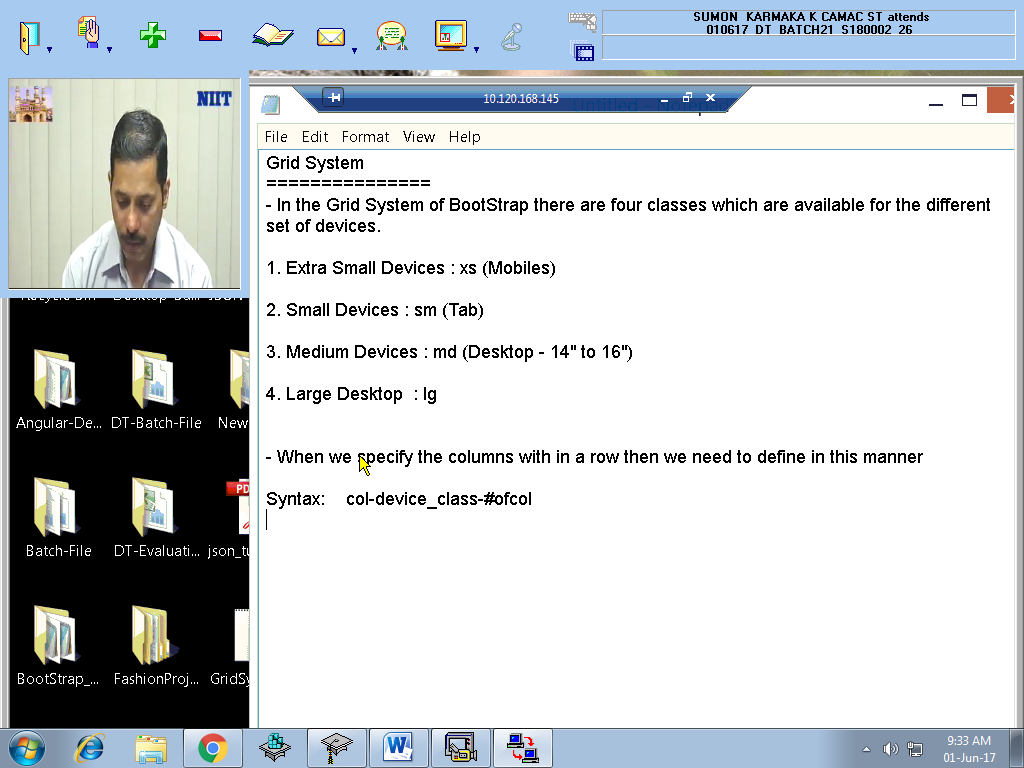 SUMON KARMAKA K CAMAC ST attends
010617_DT_BATCH21_S180002_26
NIIT
10.120.168.145
File Edit Format View Help
Grid System
===============
- In the Grid System of BootStrap there are four classes which are available for the different
set of devices.
1. Extra Small Devices : xs (Mobiles)
2. Small Devices : sm (Tab)
3. Medium Devices : md (Desktop - 14" to 16")
4. Large Desktop : lg
- When we specify the columns with in a row then we need to define in this manner
Syntax: col-device_class-#ofcol
Angular-De... DT-Batch-File New
Batch-File DT-Evaluati... json_tu
BootStrap_... FashionProj... GridSy
PD
9:33 AM
01-Jun-17